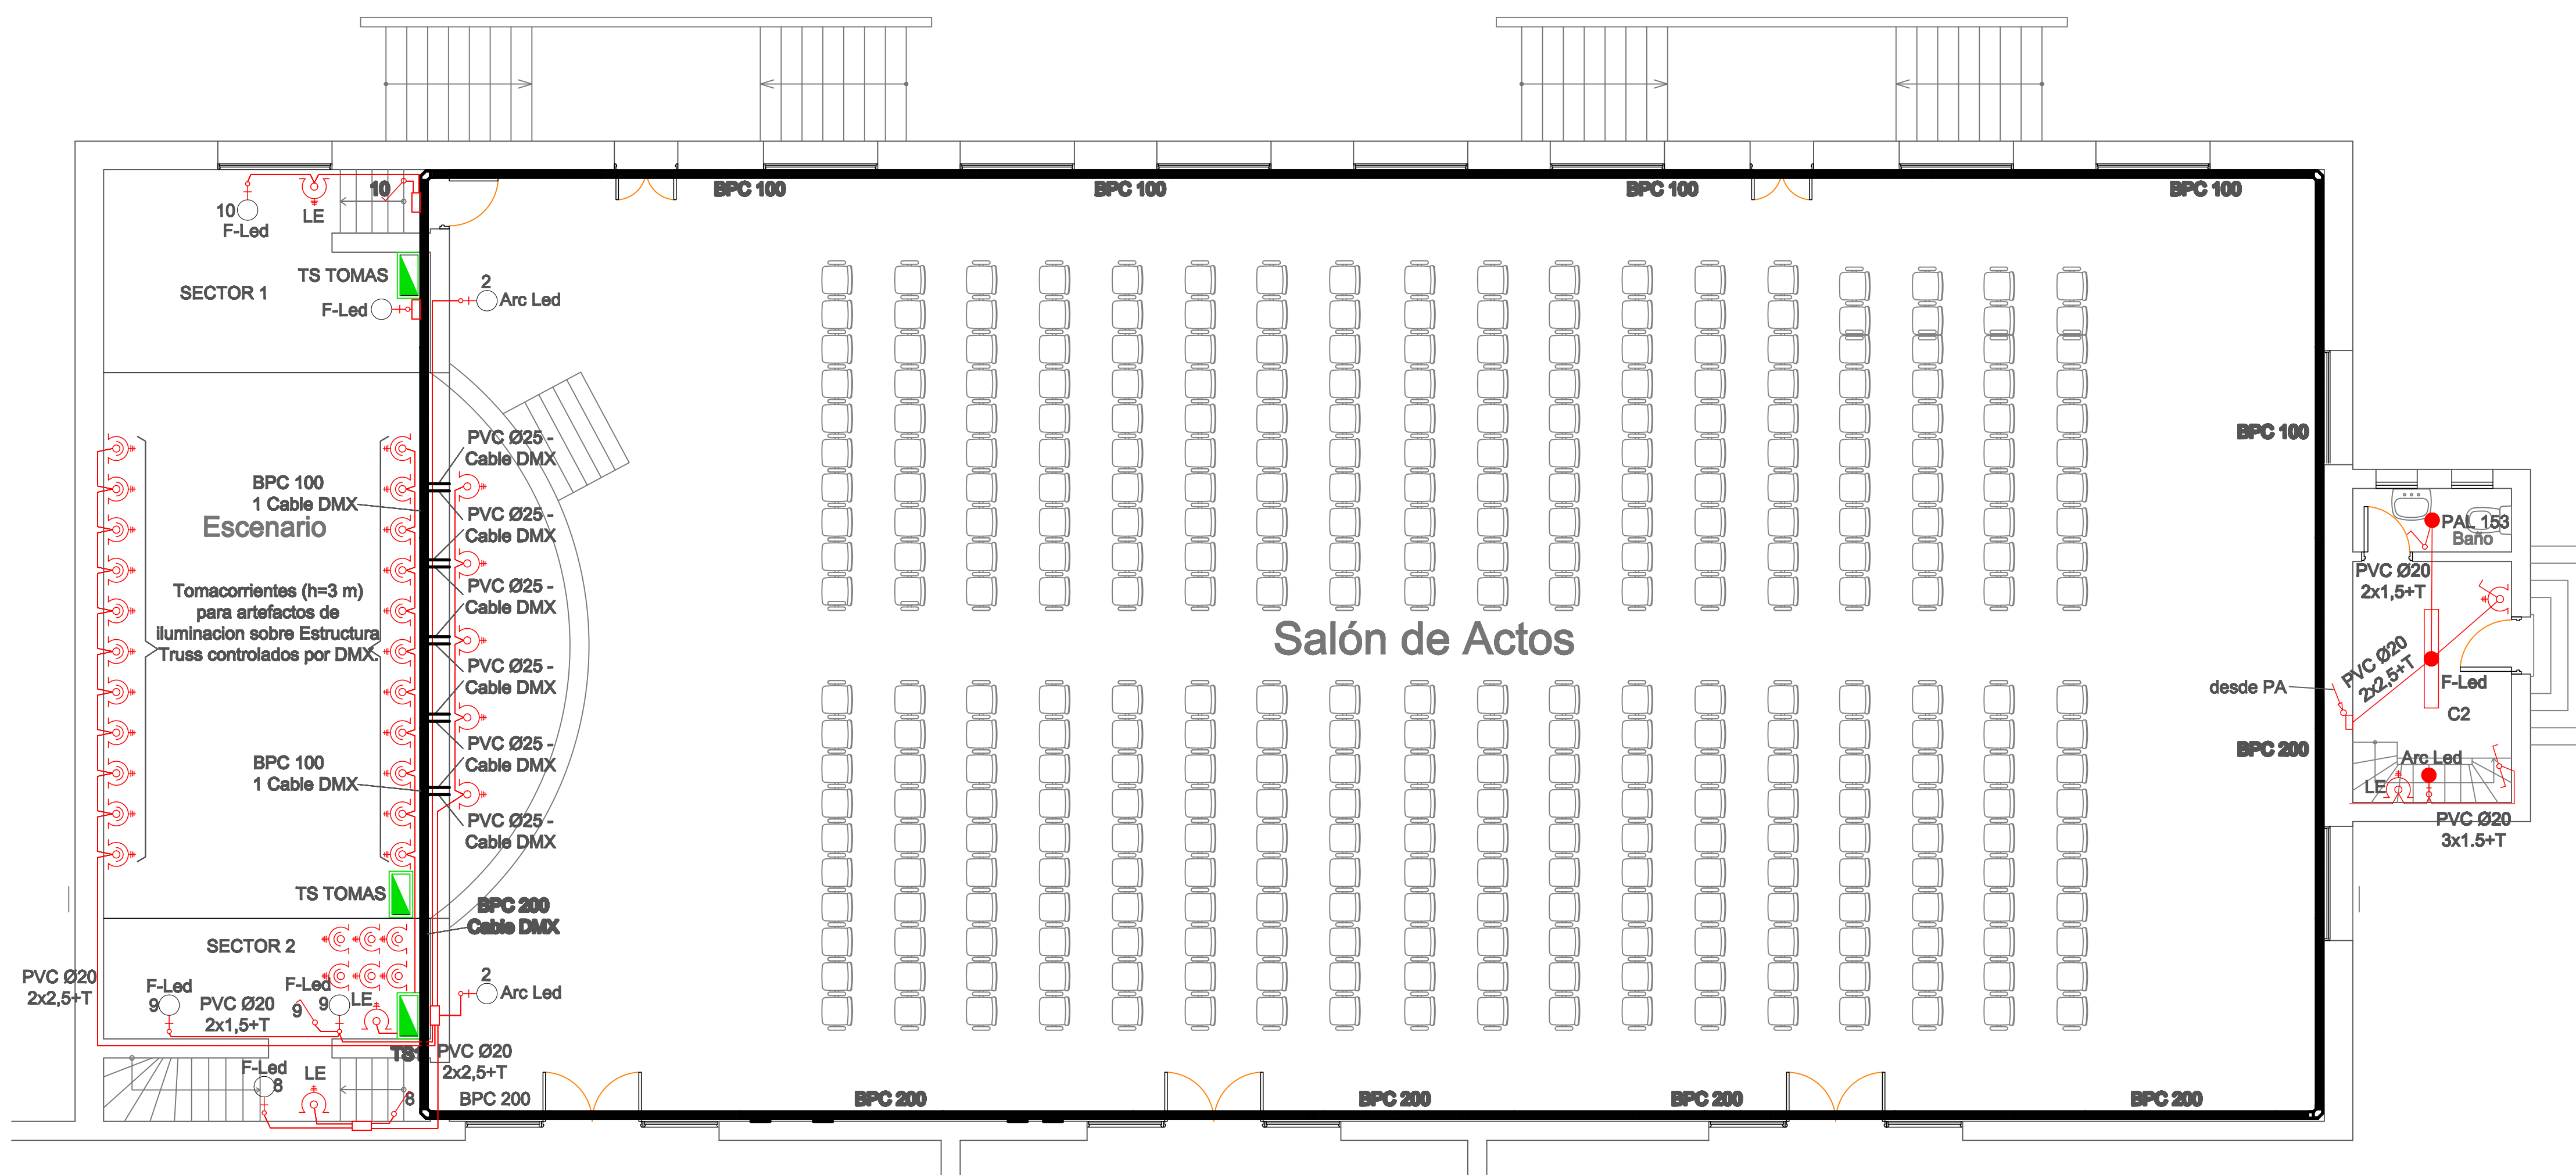 BPC 100
BPC 100
BPC 100
BPC 100
10
10
F-Led
LE
TS TOMAS
SECTOR 1
F-Led
2
Arc Led
PVC Ø25 -
Cable DMX
BPC 100
1 Cable DMX
Escenario
PVC Ø25 -
Cable DMX
Tomacorrientes (h=3 m)
para artefactos de
iluminacion sobre Estructura
Truss controlados por DMX.
PVC Ø25 -
Cable DMX
PVC Ø25 -
Cable DMX
BPC 100
1 Cable DMX
PVC Ø25 -
Cable DMX
PVC Ø25 -
Cable DMX
Salón de Actos
BPC 100
desde PA
BPC 200
PAL 153
Baño
PVC Ø20
2x1,5+T
PVC Ø20
2x2,5+T
F-Led
C2
Arc Led
LE
PVC Ø20
3x1.5+T
TS TOMAS
BPC 200
Cable DMX
SECTOR 2
PVC Ø20
2x2,5+T
F-Led
9
PVC Ø20
2x1,5+T
F-Led
9
9
LE
2
Arc Led
TS1
PVC Ø20
2x2,5+T
F-Led
8
LE
8
BPC 200
BPC 200
BPC 200
BPC 200
BPC 200